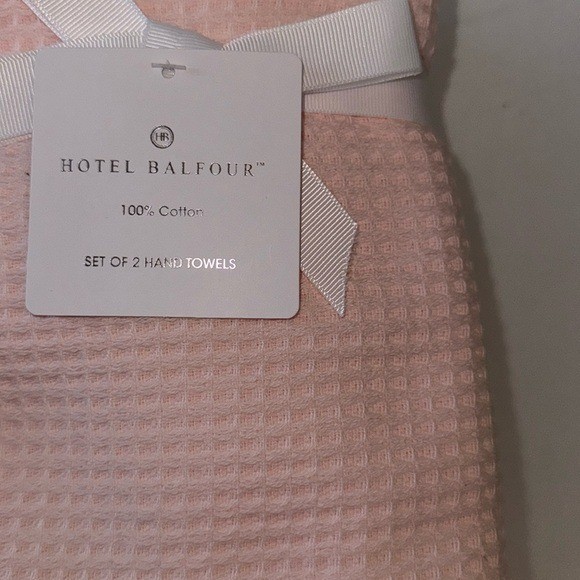 HR
HOTEL BALFOUR™
100% Cotton
SET OF 2 HAND TOWELS